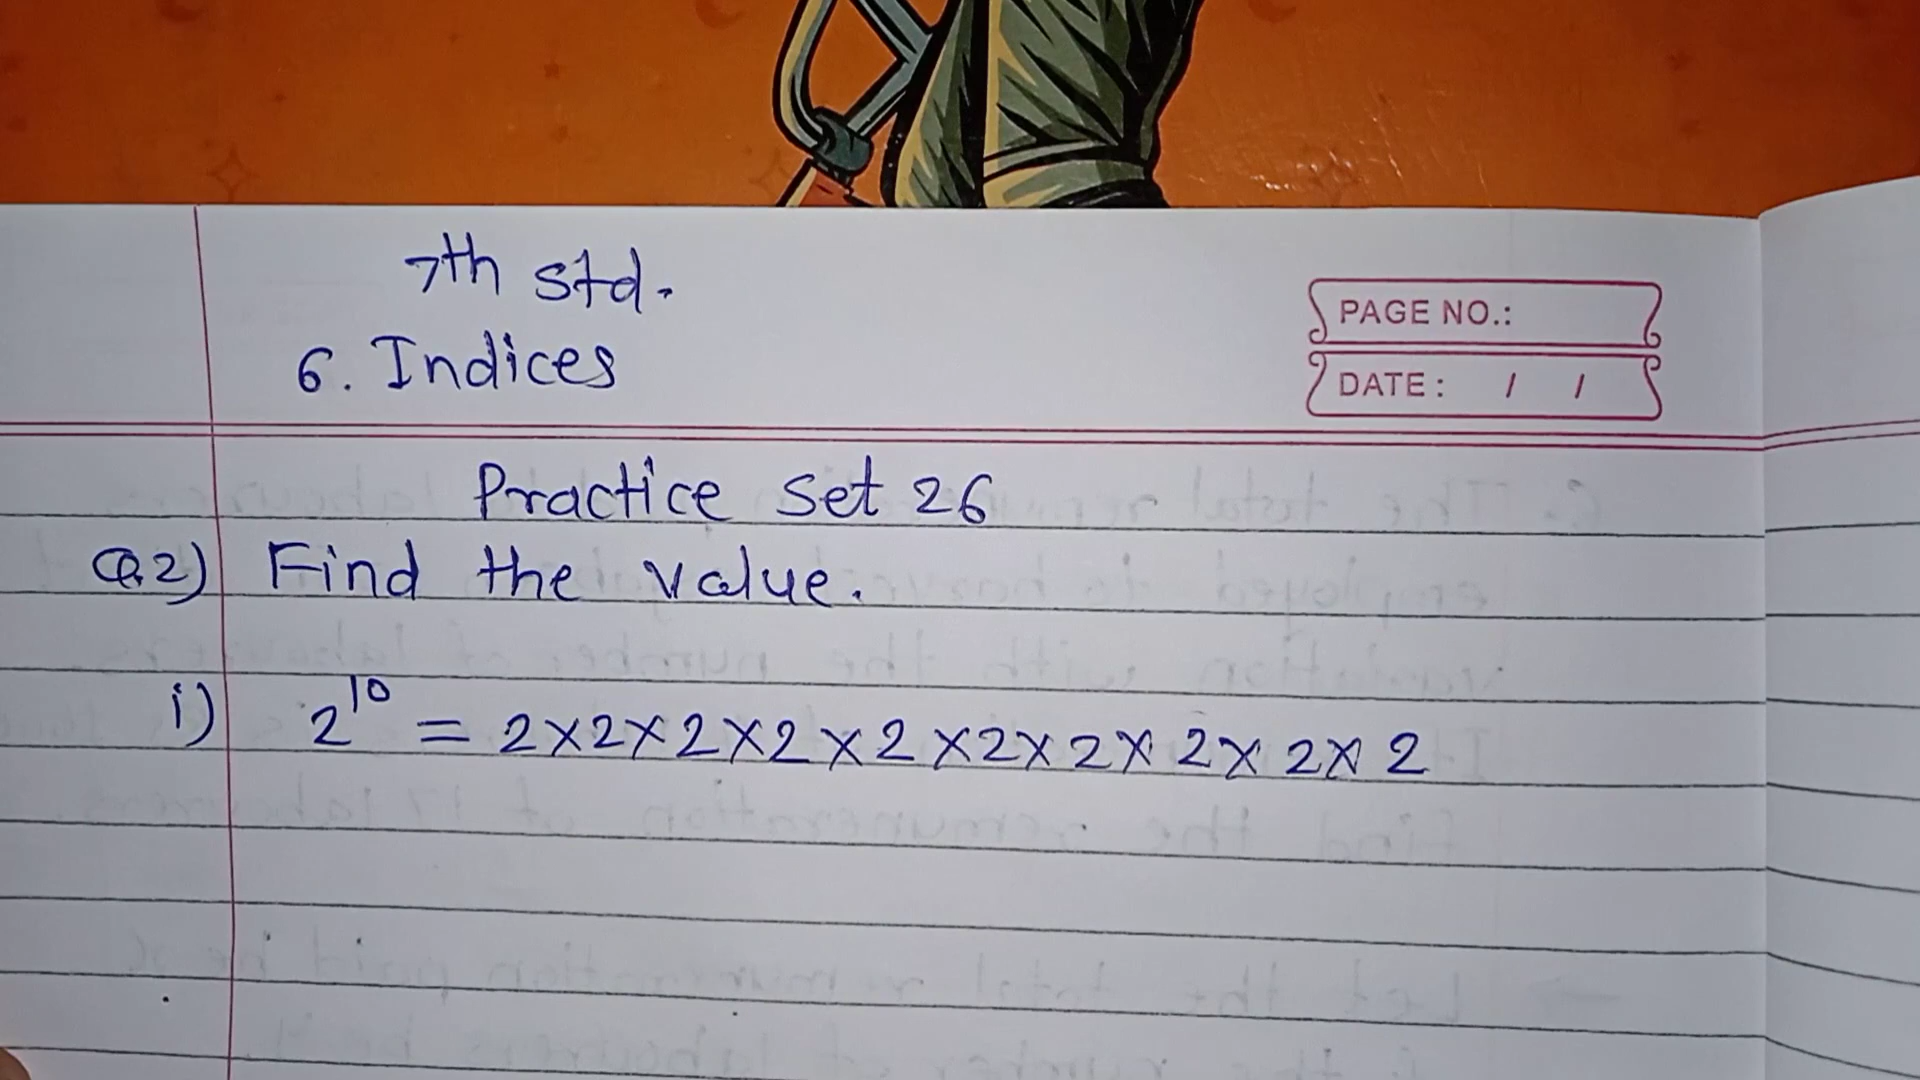 7th std.
6. Indices
PAGE NO.:
DATE: / /
Practice set 26
Q.2) Find the value.
i) 2^10 = 2×2×2×2×2×2×2×2×2×2